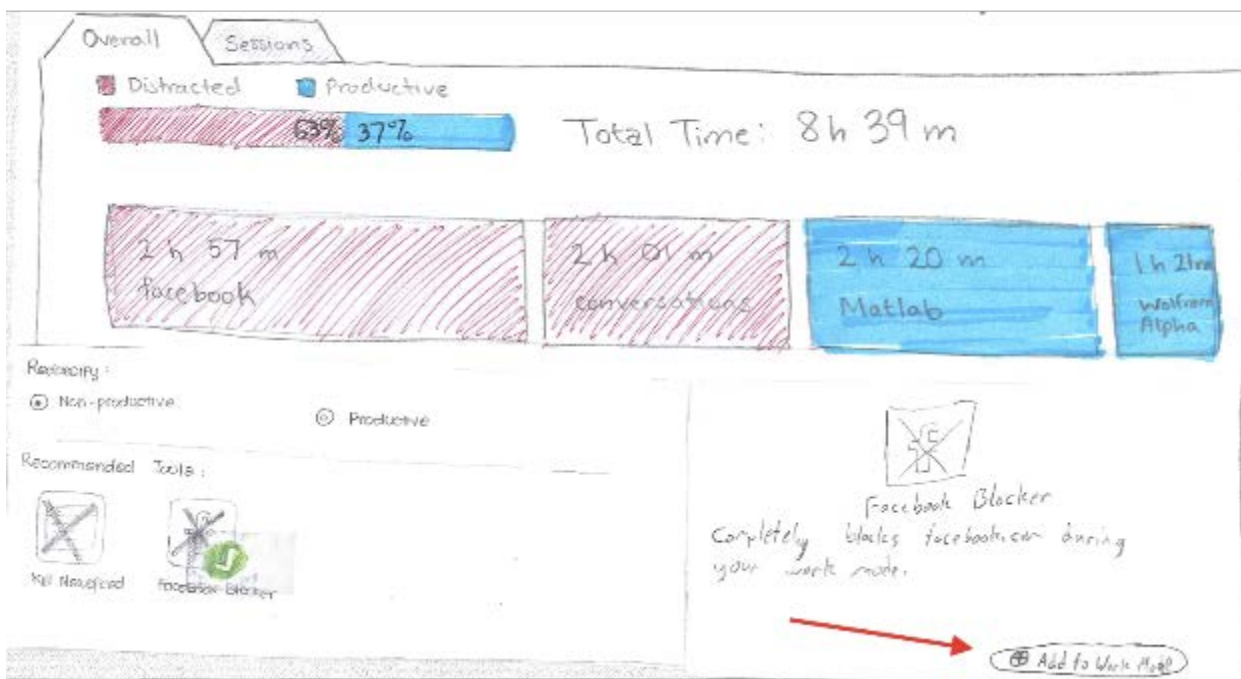 Overall
Sessions
Distracted
Productive
63% 37%
Total Time: 8h 39 m
2 h 57 m
facebook
2 h 01 m
conversations
2 h 20 m
Matlab
1 h 21m
Wolfram
Alpha
Non-productive
Productive
Recommended Tools:
Kill Newsfeed
Facebook Blocker
Facebook Blocker
Completely blocks facebook.com during
your work mode.
Add to Work Mode